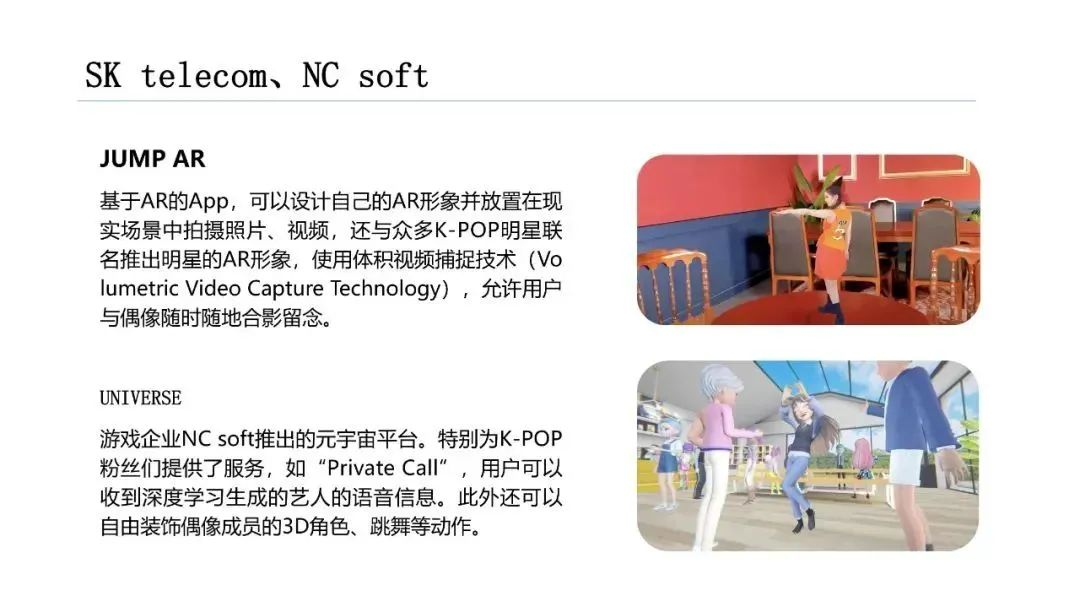 SK telecom、NC soft
JUMP AR
基于AR的App，可以设计自己的AR形象并放置在现
实场景中拍摄照片、视频，还与众多K-POP明星联
名推出明星的AR形象，使用体积视频捕捉技术（Vo
lumetric Video Capture Technology），允许用户
与偶像随时随地合影留念。
UNIVERSE
游戏企业NC soft推出的元宇宙平台。特别为K-POP
粉丝们提供了服务，如“Private Call”，用户可以
收到深度学习生成的艺人的语音信息。此外还可以
自由装饰偶像成员的3D角色、跳舞等动作。